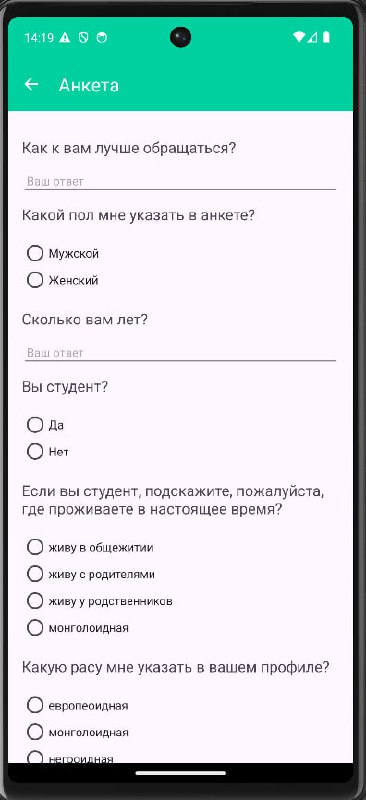 14:19
Анкета
Как к вам лучше обращаться?
Ваш ответ
Какой пол мне указать в анкете?
Мужской
Женский
Сколько вам лет?
Ваш ответ
Вы студент?
Да
Нет
Если вы студент, подскажите, пожалуйста,
где проживаете в настоящее время?
живу в общежитии
живу с родителями
живу у родственников
монголоидная
Какую расу мне указать в вашем профиле?
европеоидная
монголоидная
негроидная